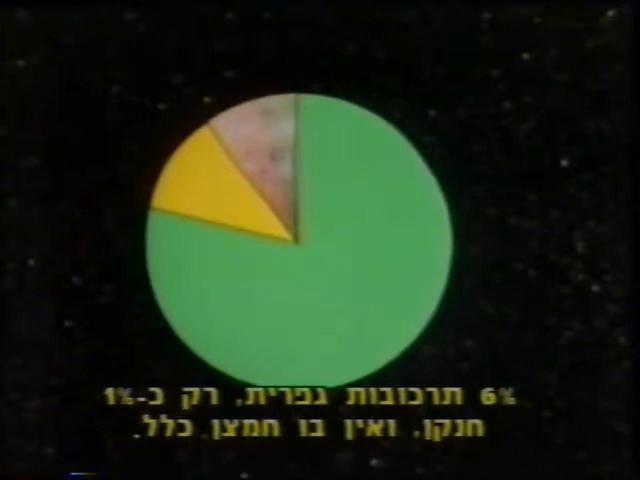 6% תרכובות גפרית, רק כ-1%
חנקן, ואין בו חמצן כלל.